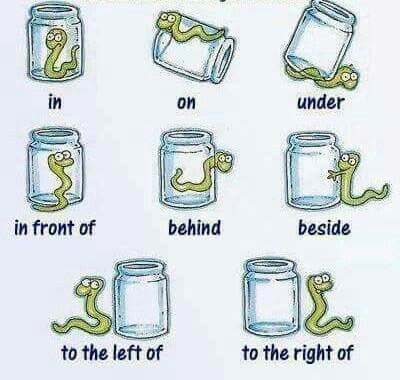 in on under
in front of behind beside
to the left of to the right of